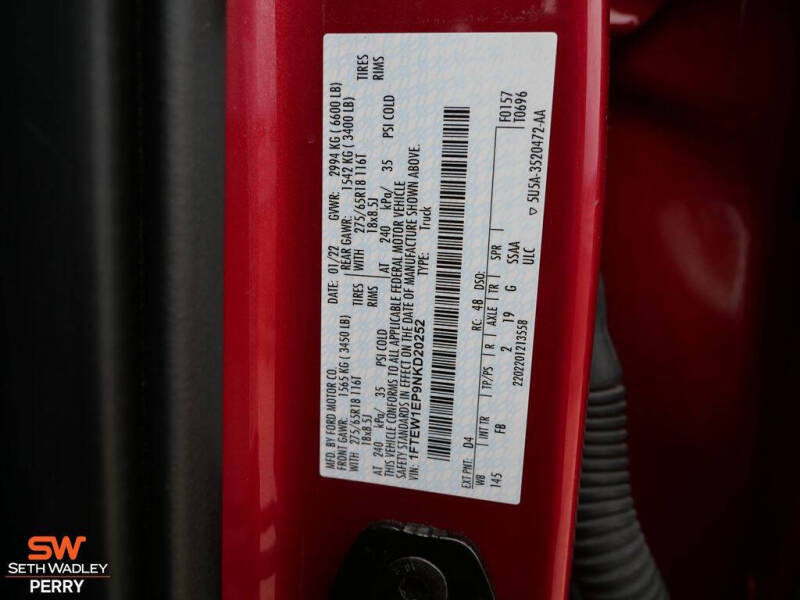 MFD. BY FORD MOTOR CO.
DATE: 01/22
GVWR: 2994 KG (6600 LB)
FRONT GAWR: 1565 KG (3450 LB)
REAR GAWR: 1542 KG (3400 LB)
WITH 275/65R18 116T TIRES
WITH 275/65R18 116T TIRES
18x8.5J RIMS
18x8.5J RIMS
AT 240 kPa/ 35 PSI COLD
AT 240 kPa/ 35 PSI COLD
THIS VEHICLE CONFORMS TO ALL APPLICABLE FEDERAL MOTOR VEHICLE
SAFETY STANDARDS IN EFFECT ON THE DATE OF MANUFACTURE SHOWN ABOVE.
VIN: 1FTEW1EP9NKD20252
TYPE: Truck
F0157
T0696
EXT PNT: D4 RC: 48 DSO:
WB INT TR TP/PS R AXLE TR SPR
145 FB 2 19 G SSAA
2202201213558 ULC
▽ 5U5A-3520472-AA
SW
SETH WADLEY
PERRY